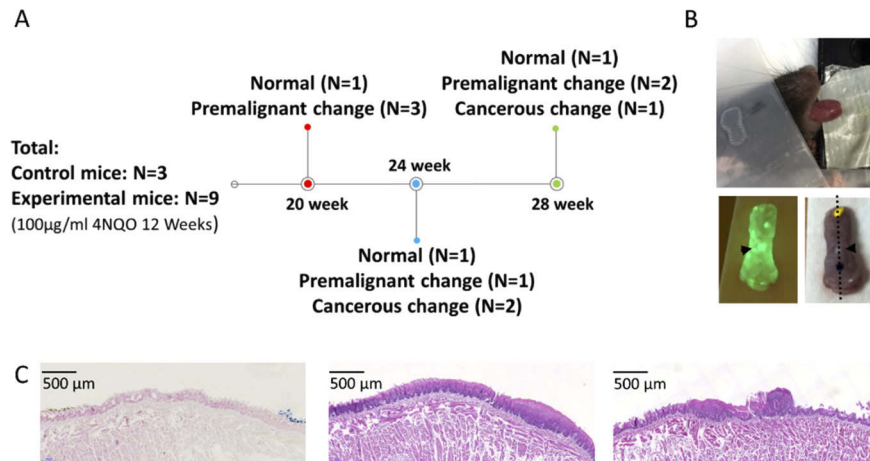 A
B
Normal (N=1)
Premalignant change (N=3)
Normal (N=1)
Premalignant change (N=2)
Cancerous change (N=1)
Total:
Control mice: N=3
Experimental mice: N=9
(100µg/ml 4NQO 12 Weeks)
20 week
24 week
28 week
Normal (N=1)
Premalignant change (N=1)
Cancerous change (N=2)
C
500 µm
500 µm
500 µm